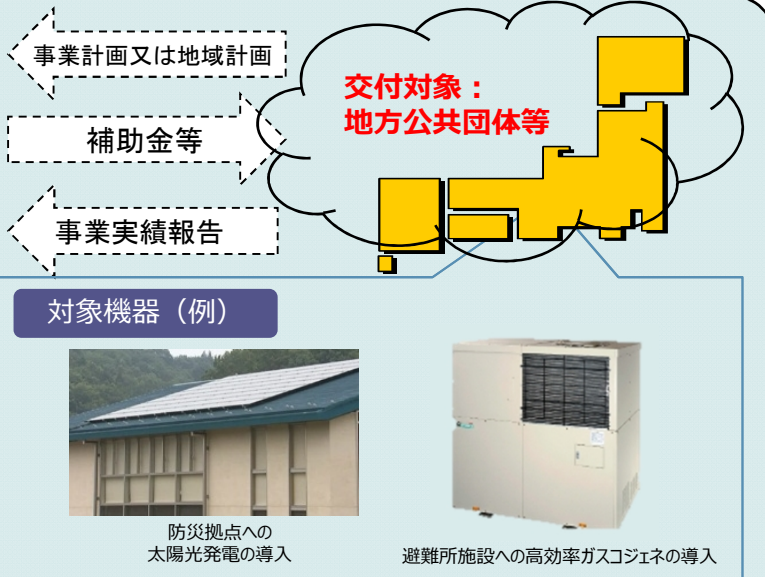 事業計画又は地域計画
補助金等
事業実績報告
交付対象：
地方公共団体等
対象機器（例）
防災拠点への
太陽光発電の導入
避難所施設への高効率ガスコジェネの導入